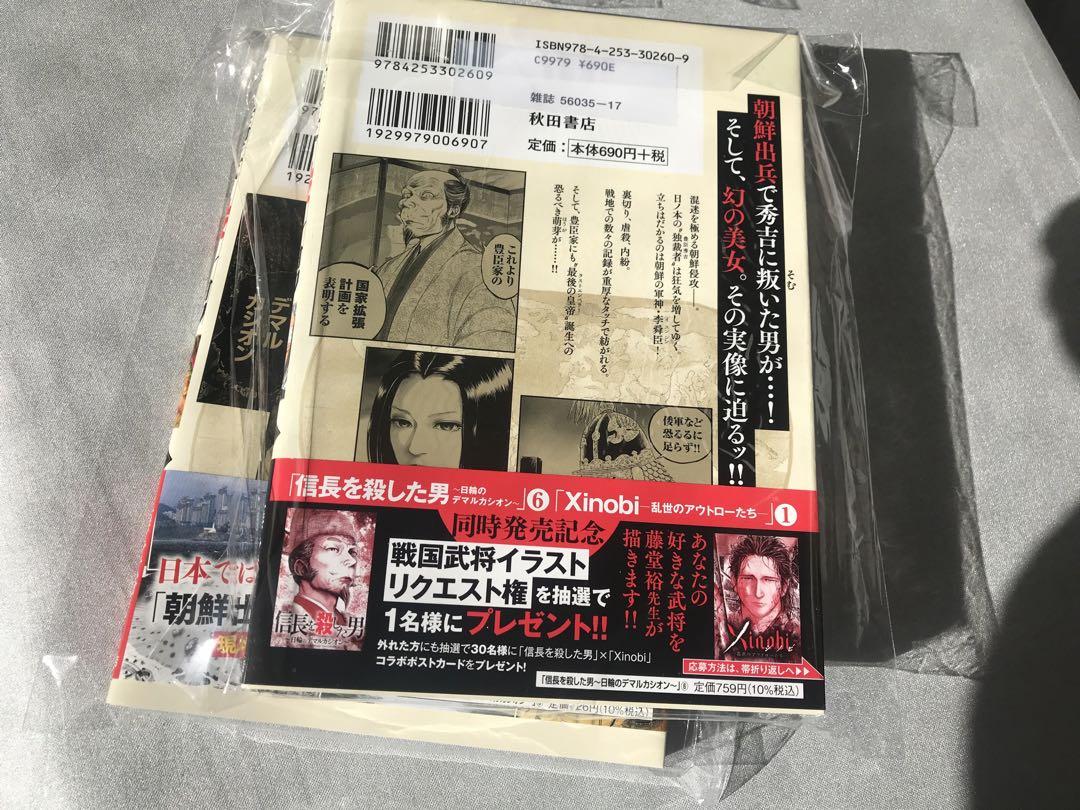 ISBN978-4-253-30260-9
C9979 ¥690E
9784253302609
雑誌 56035-17
秋田書店
1929979006907
定価：本体690円+税
朝鮮出兵で秀吉に叛いた男が…！
そむ
そして、幻の美女。その実像に迫るッ!!
混迷を極める朝鮮侵攻――。
日ノ本の〝独裁者〟は狂気を増してゆく。
立ちはだかるのは朝鮮の軍神・李舜臣！
裏切り、虐殺、内紛。
戦地での数々の記録が重厚なタッチで紡がれる。
そして、豊臣家にも〝最後の皇帝〟誕生への
恐るべき萌芽が……!!
これより
豊臣家の
国家拡張
計画を
表明する
倭軍など
恐るるに
足らず!!
デマル
カシオン
「信長を殺した男 ～日輪のデマルカシオン～」⑥「Xinobi―乱世のアウトローたち―」①
同時発売記念
戦国武将イラスト
リクエスト権を抽選で
1名様にプレゼント!!
外れた方にも抽選で30名様に「信長を殺した男」×「Xinobi」
コラボポストカードをプレゼント!
あなたの
好きな武将を
藤堂裕先生が
描きます!!
信長を殺した男
Xinobi
応募方法は、帯折り返しへ▶▶
「信長を殺した男～日輪のデマルカシオン～」⑥ 定価759円(10%税込)
日本では
「朝鮮出
26円(10%税込)